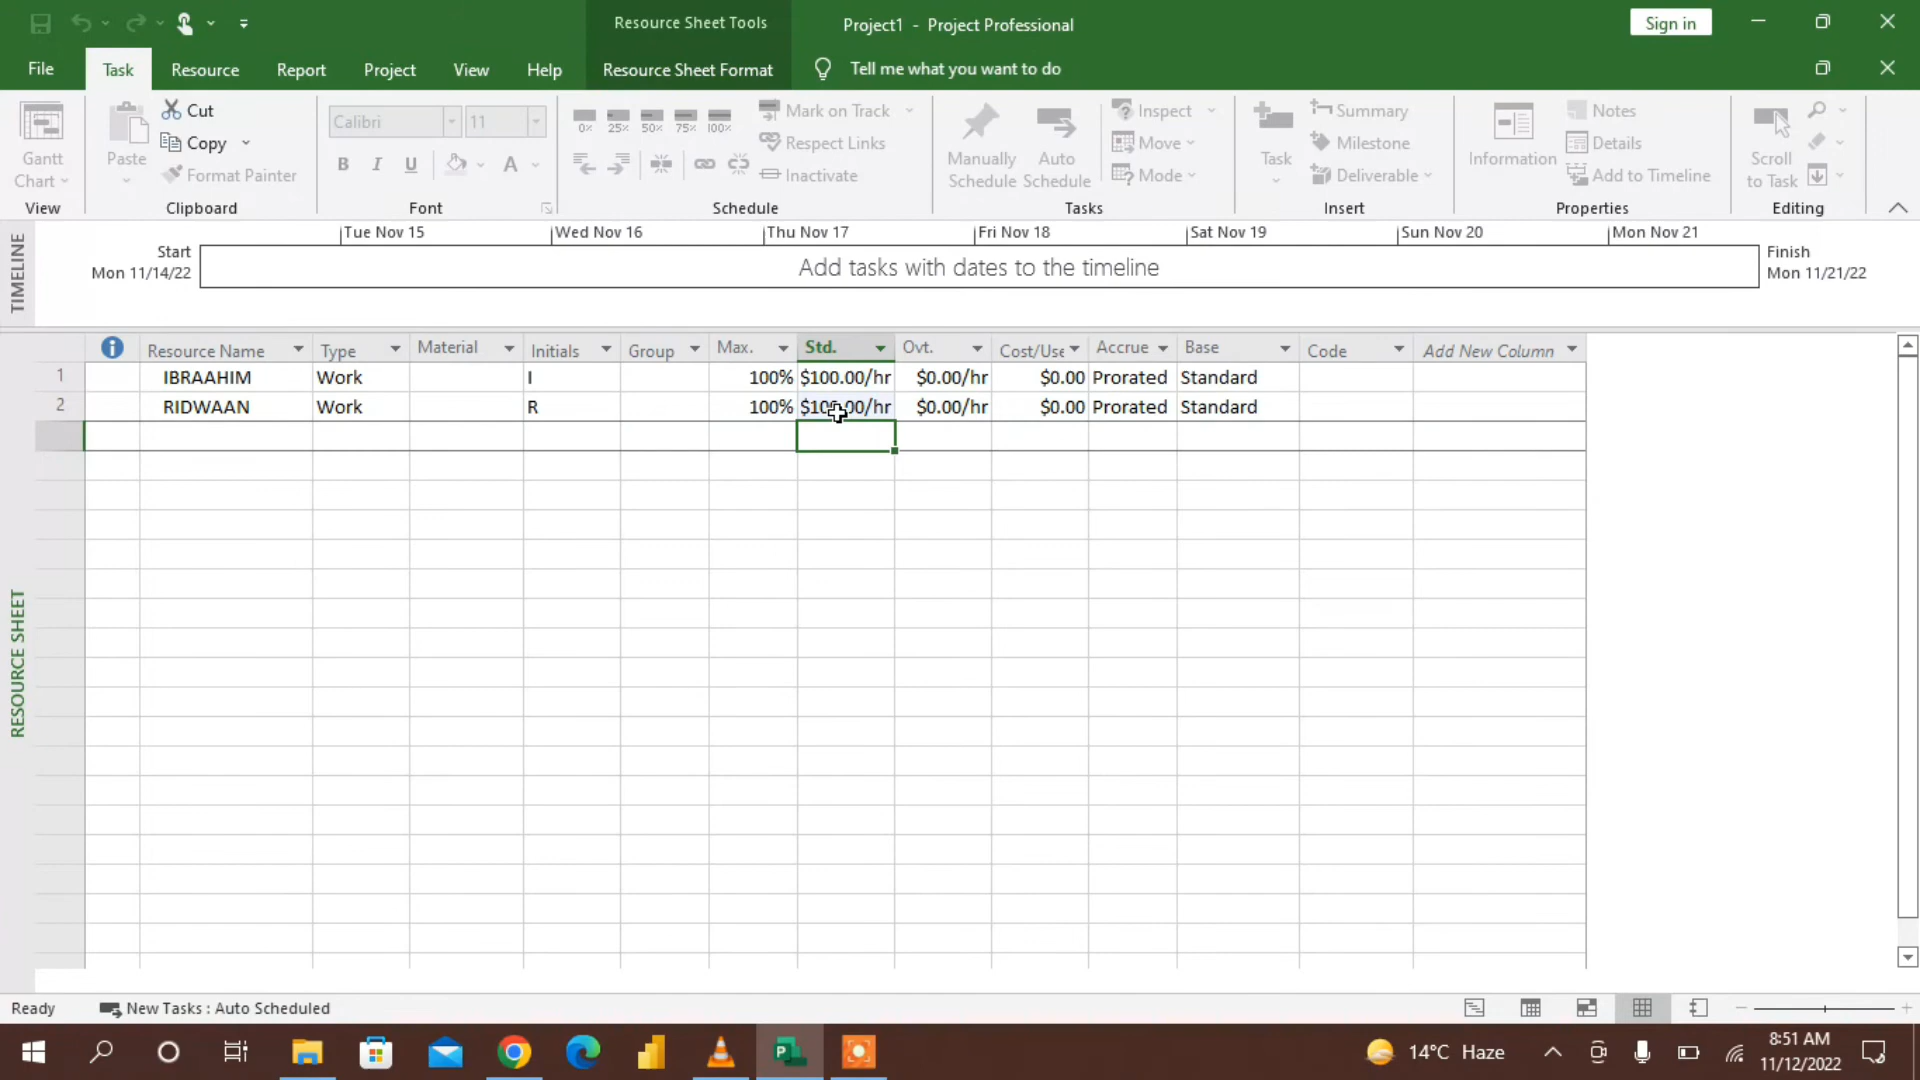 Resource Sheet Tools
Project1 - Project Professional
Sign in
File
Task
Resource
Report
Project
View
Help
Resource Sheet Format
Tell me what you want to do
Gantt Chart
View
Paste
Cut
Copy
Format Painter
Clipboard
Calibri
11
B I U
A
Font
0% 25% 50% 75% 100%
Mark on Track
Respect Links
Inactivate
Schedule
Manually Schedule
Auto Schedule
Inspect
Move
Mode
Tasks
Task
Summary
Milestone
Deliverable
Insert
Information
Notes
Details
Add to Timeline
Properties
Scroll to Task
Editing
TIMELINE
Tue Nov 15
Wed Nov 16
Thu Nov 17
Fri Nov 18
Sat Nov 19
Sun Nov 20
Mon Nov 21
Start
Mon 11/14/22
Add tasks with dates to the timeline
Finish
Mon 11/21/22
Resource Name Type Material Initials Group Max. Std. Ovt. Cost/Use Accrue Base Code Add New Column
1 IBRAAHIM Work I 100% $100.00/hr $0.00/hr $0.00 Prorated Standard
2 RIDWAAN Work R 100% $0.00/hr $0.00 Prorated Standard
RESOURCE SHEET
Ready
New Tasks : Auto Scheduled
14°C Haze
8:51 AM
11/12/2022